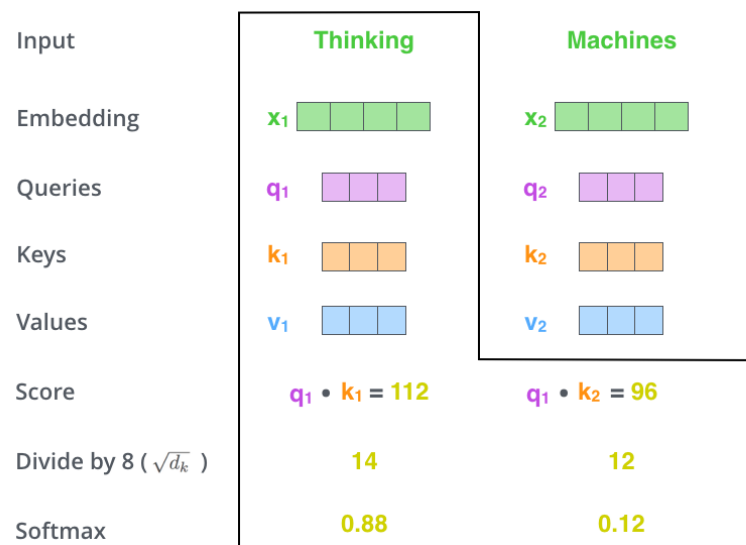 Input Thinking Machines
Embedding x₁ x₂
Queries q₁ q₂
Keys k₁ k₂
Values v₁ v₂
Score q₁ • k₁ = 112 q₁ • k₂ = 96
Divide by 8 ( √dₖ ) 14 12
Softmax 0.88 0.12